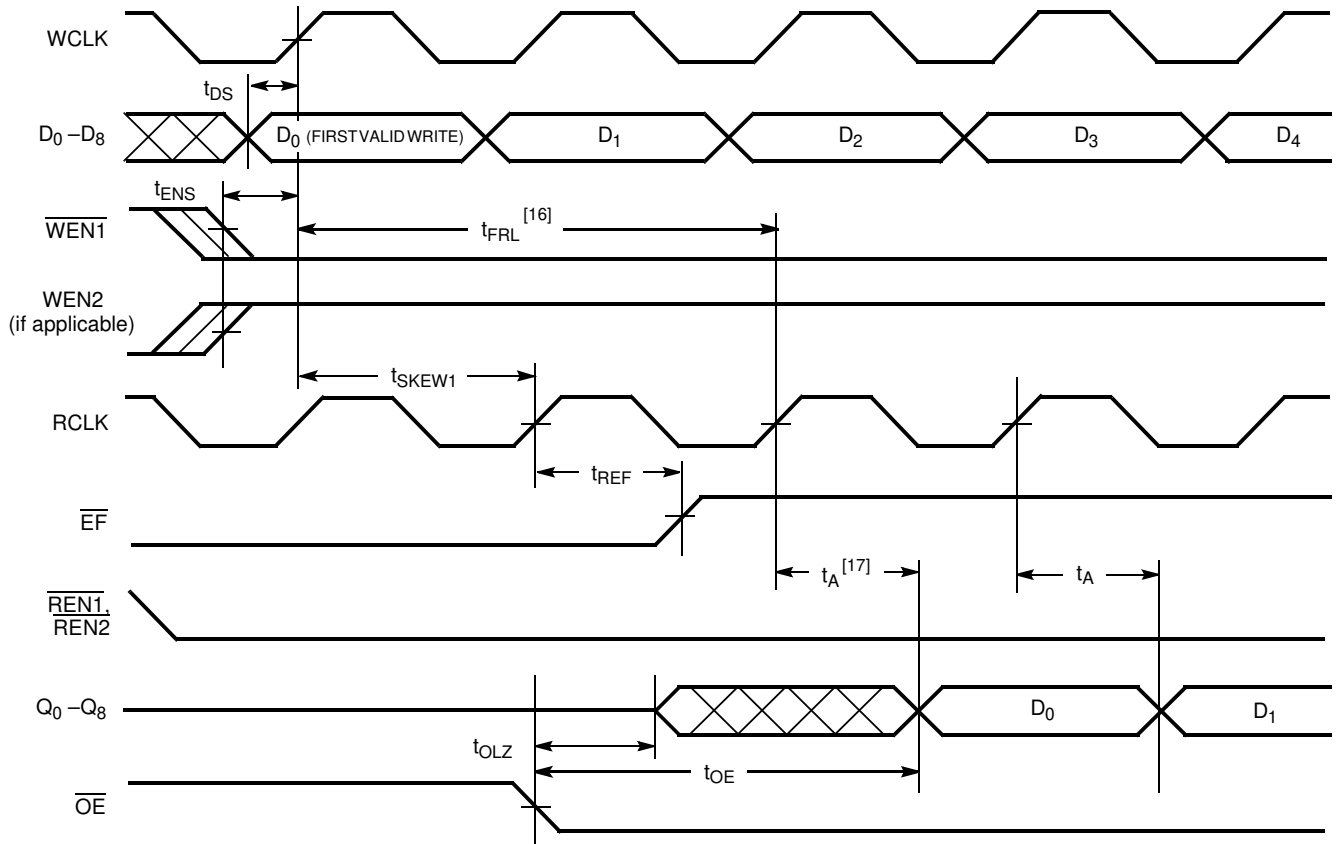 WCLK
tDS
D0 –D8
D0 (FIRST VALID WRITE)
D1
D2
D3
D4
tENS
WEN1
tFRL [16]
WEN2
(if applicable)
tSKEW1
RCLK
tREF
EF
tA [17]
tA
REN1,
REN2
Q0 –Q8
D0
D1
tOLZ
tOE
OE